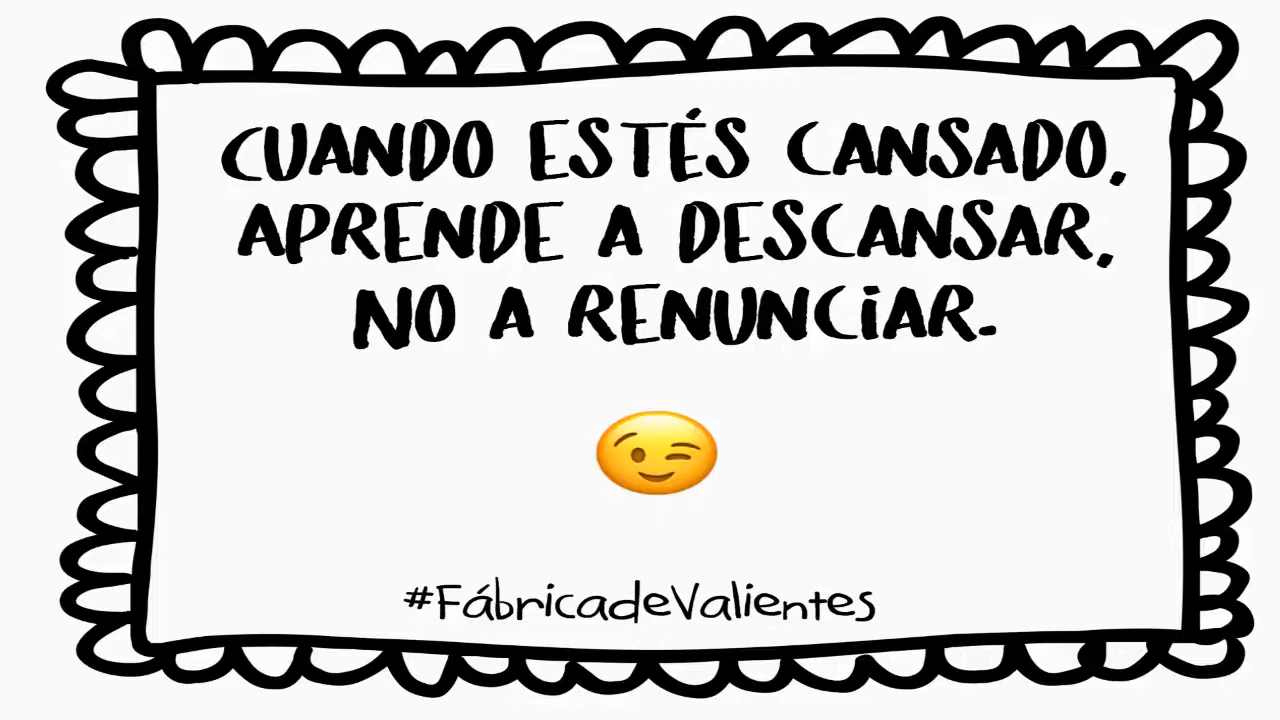 CUANDO ESTÉS CANSADO,
APRENDE A DESCANSAR,
NO A RENUNCiAR.
#FábricadeValientes